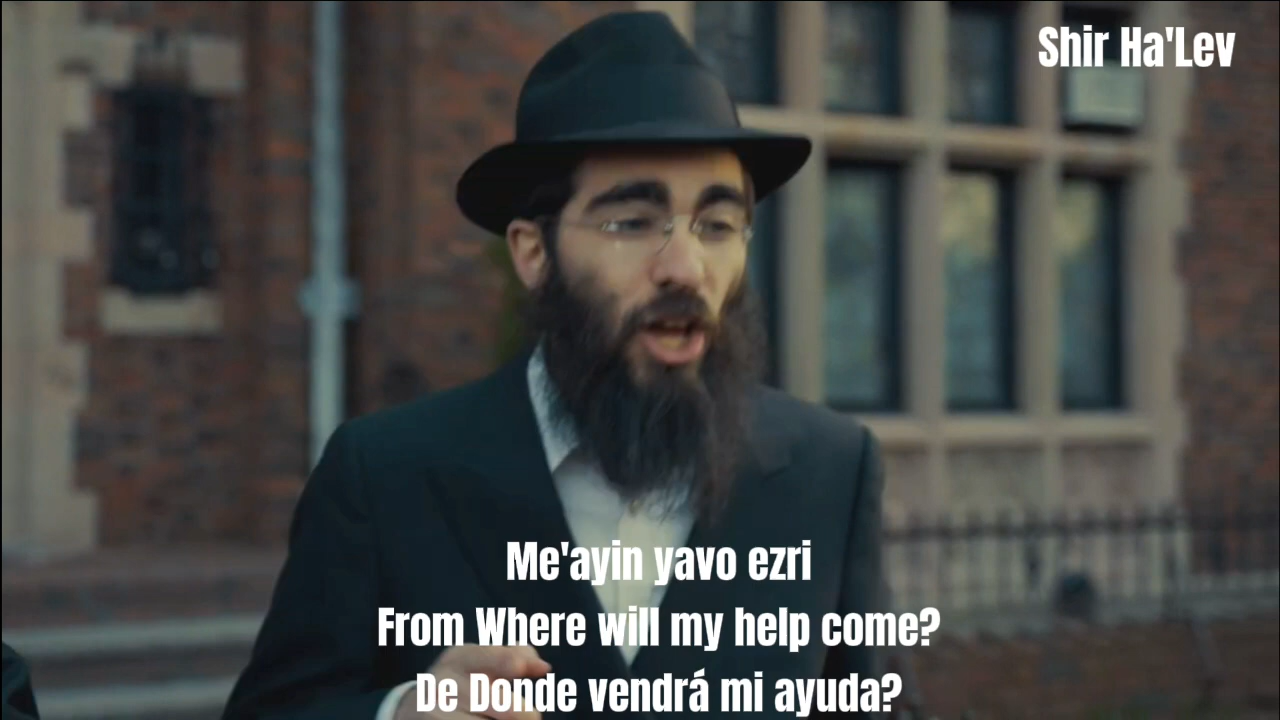 Shir Ha'Lev
Me'ayin yavo ezri
From Where will my help come?
De Donde vendrá mi ayuda?